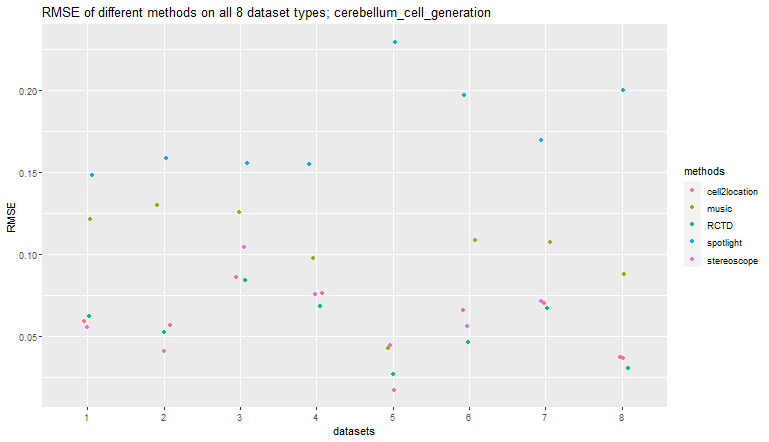 RMSE of different methods on all 8 dataset types; cerebellum_cell_generation
RMSE
0.20
0.15
0.10
0.05
1 2 3 4 5 6 7 8
datasets
methods
cell2location
music
RCTD
spotlight
stereoscope